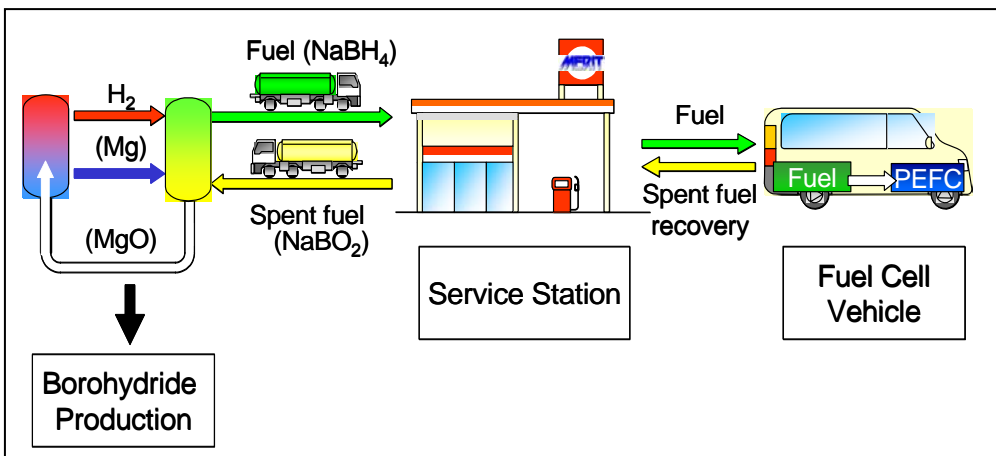 Fuel (NaBH₄)
MERIT
H₂
(Mg)
(MgO)
Spent fuel
(NaBO₂)
Fuel
Spent fuel
recovery
Fuel
PEFC
Service Station
Fuel Cell
Vehicle
Borohydride
Production